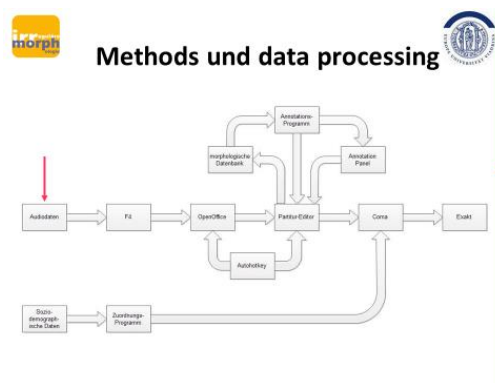 morph
Methods und data processing
Annotations-
Programm
morphologische
Datenbank
Annotation
Panel
Audiodaten
F4
OpenOffice
Partitur-Editor
Coma
Exakt
Autohotkey
Sozio-
demograph-
ische Daten
Zuordnungs-
Programm